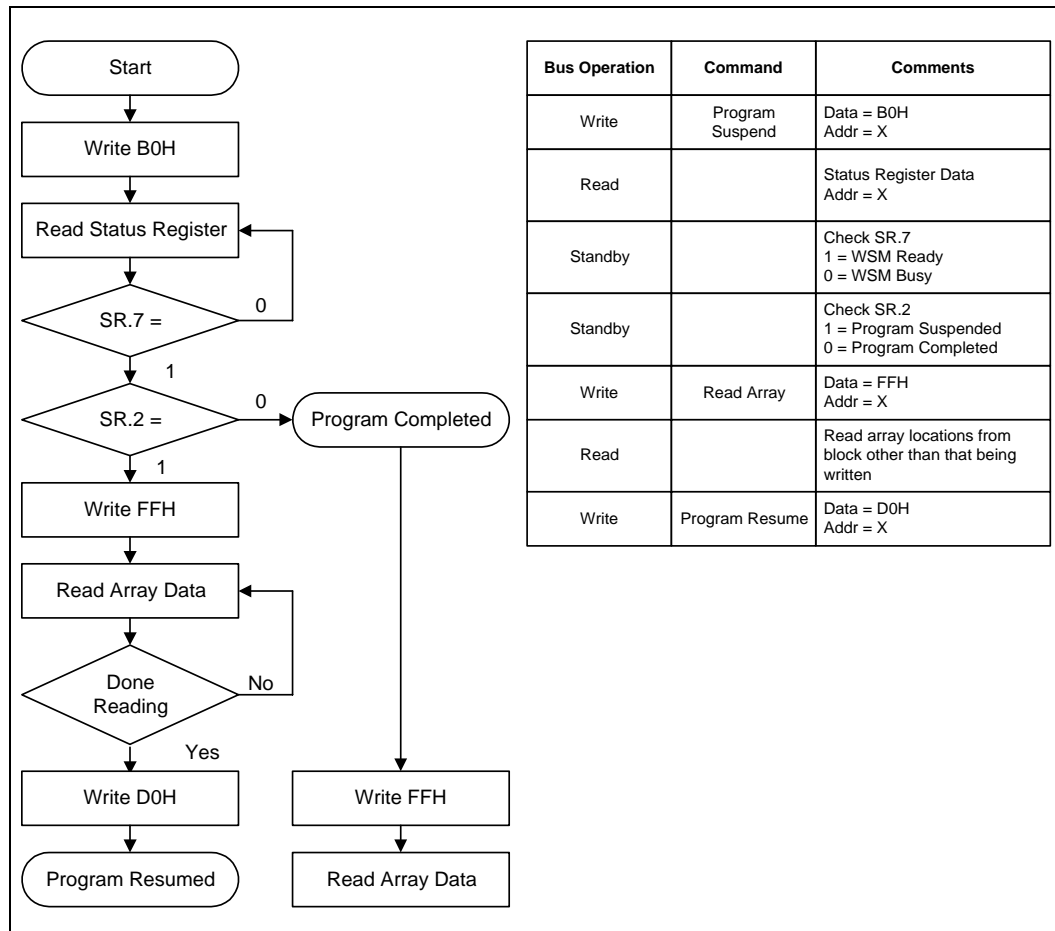 Start
Write B0H
Read Status Register
SR.7 =
0
1
SR.2 =
0
Program Completed
1
Write FFH
Read Array Data
Done
Reading
No
Yes
Write D0H
Write FFH
Program Resumed
Read Array Data
Bus Operation Command Comments
Write Program Suspend Data = B0H
Addr = X
Read Status Register Data
Addr = X
Standby Check SR.7
1 = WSM Ready
0 = WSM Busy
Standby Check SR.2
1 = Program Suspended
0 = Program Completed
Write Read Array Data = FFH
Addr = X
Read Read array locations from
block other than that being
written
Write Program Resume Data = D0H
Addr = X